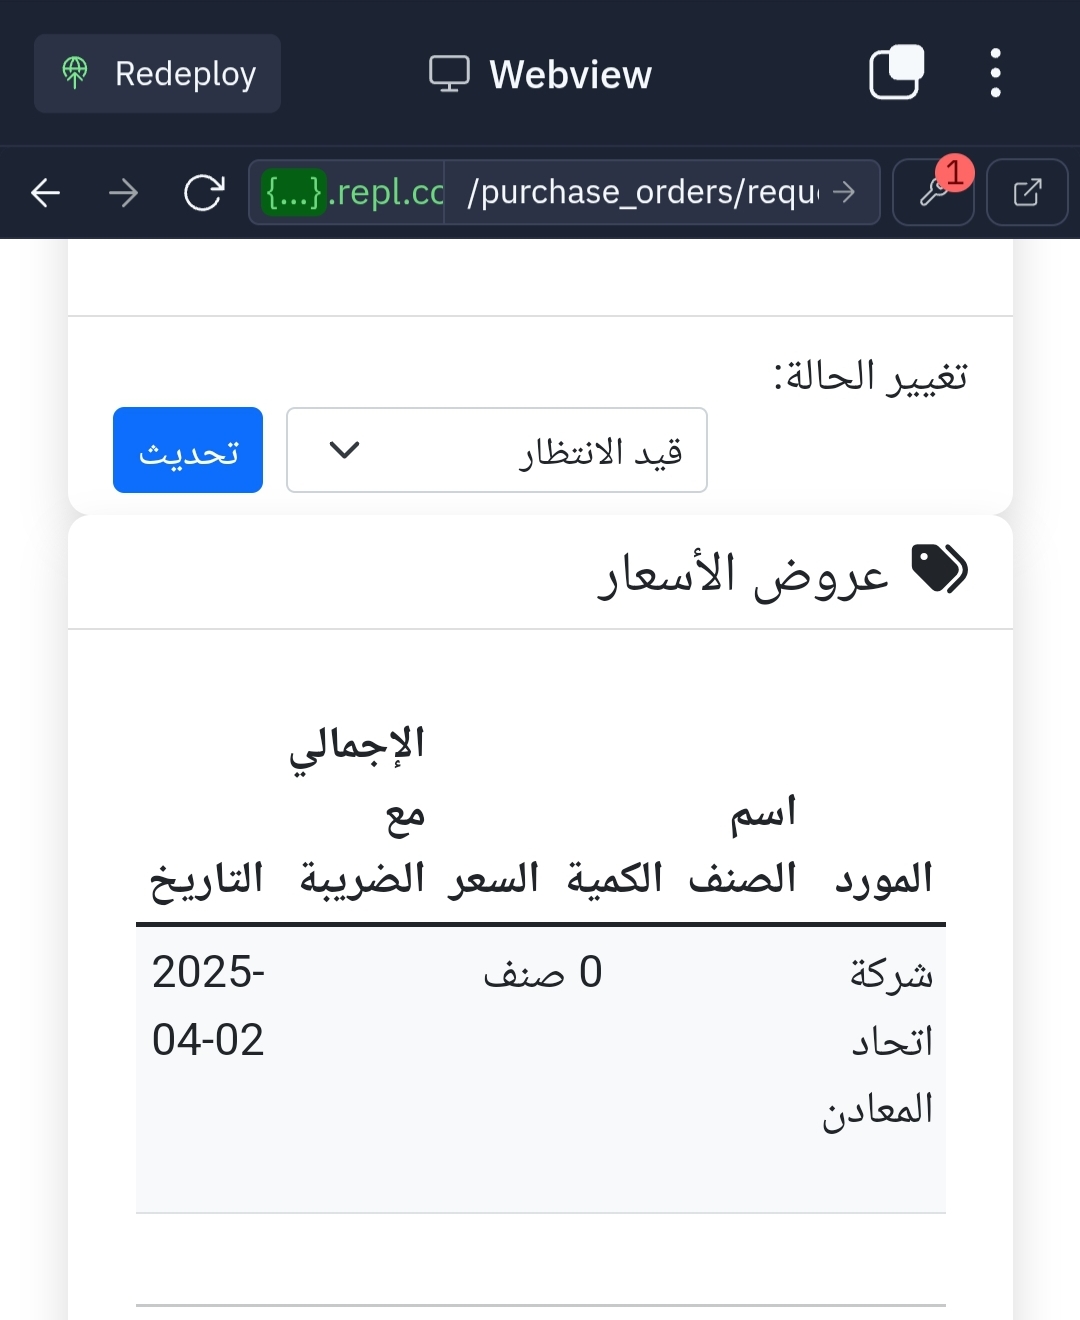 Redeploy
Webview
{...}.repl.co
/purchase_orders/requ
1
تغيير الحالة:
قيد الانتظار
تحديث
عروض الأسعار
المورد
اسم
الصنف
الكمية
السعر
الإجمالي
مع
الضريبة
التاريخ
شركة
اتحاد
المعادن
0 صنف
2025-
04-02